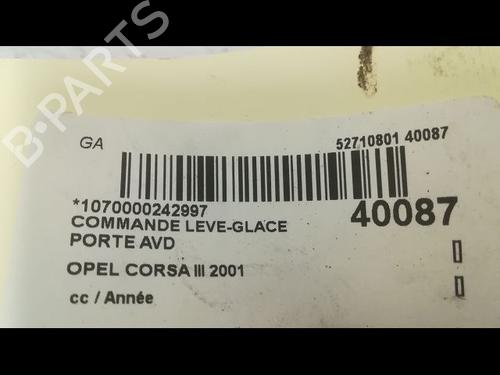 B-PARTS
GA
52710801 40087
*1070000242997
40087
COMMANDE LEVE-GLACE
PORTE AVD
OPEL CORSA III 2001
cc / Année